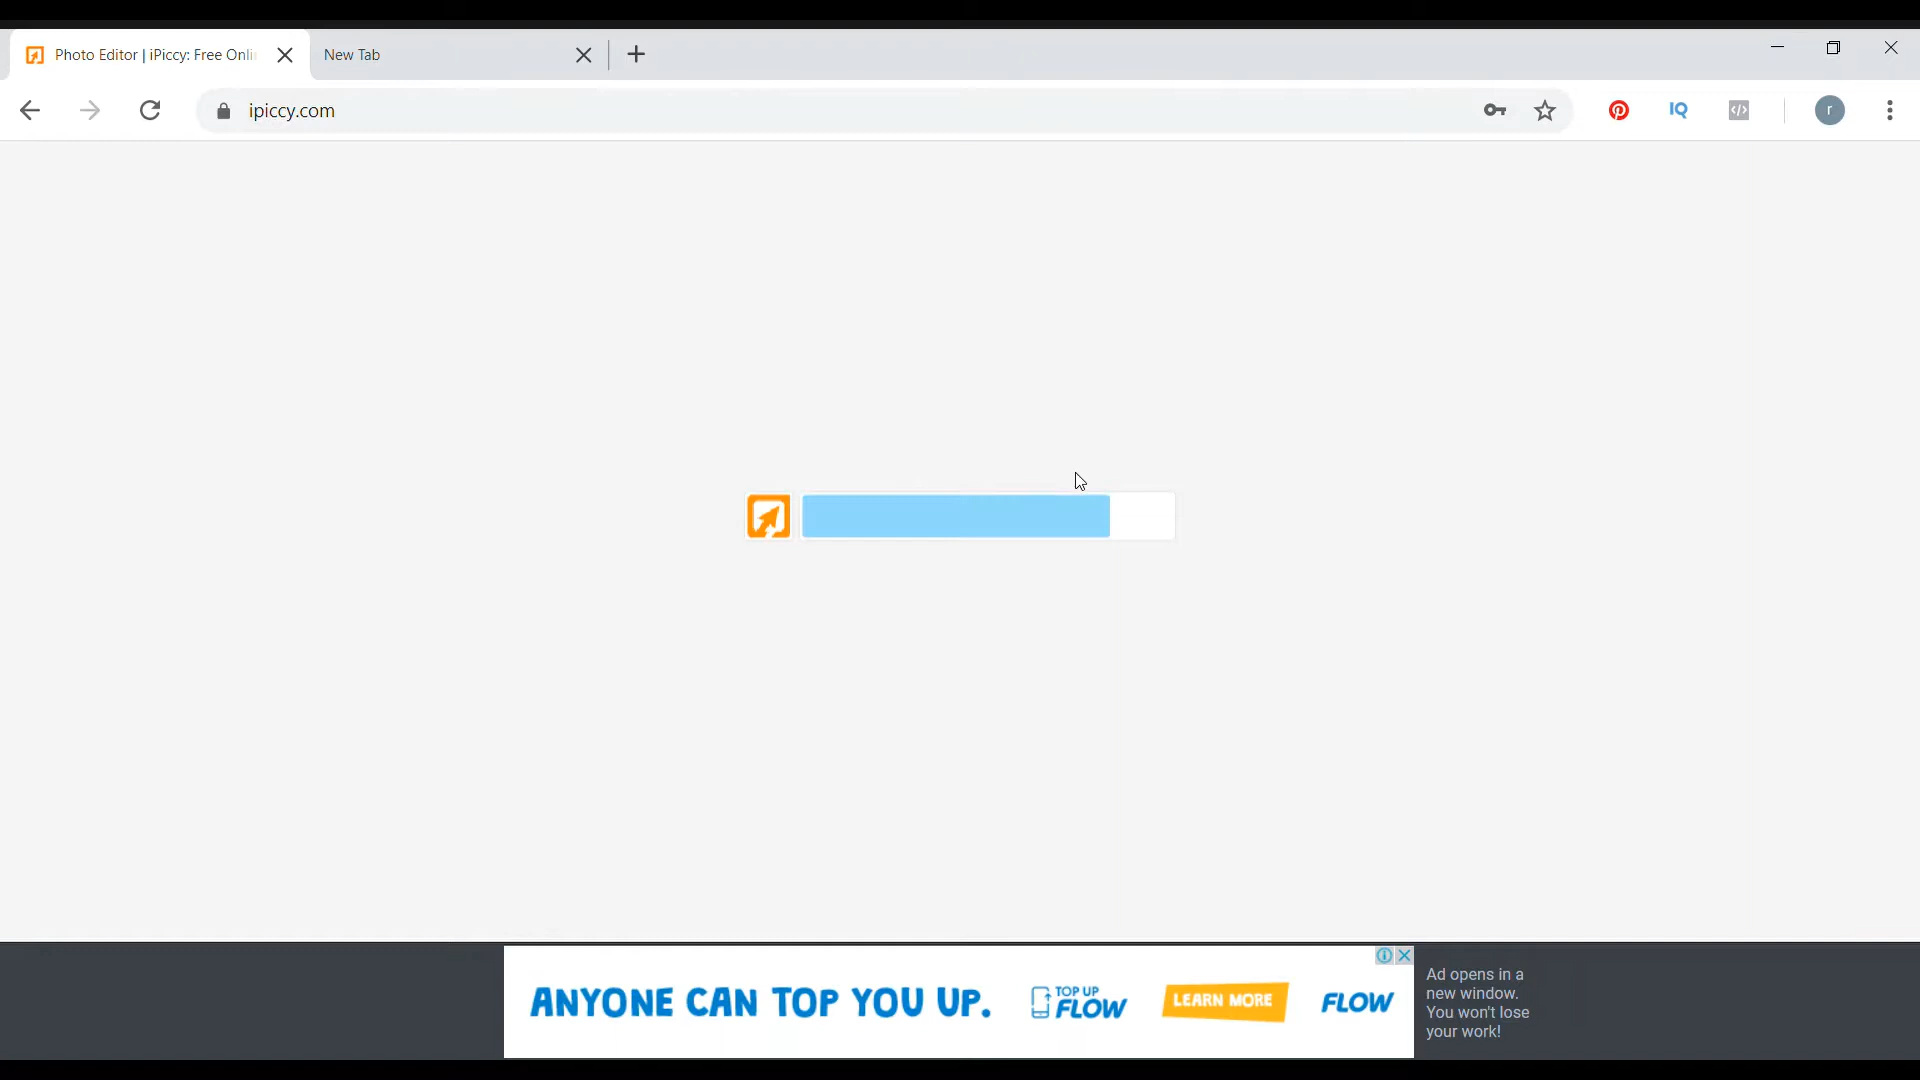 Photo Editor | iPiccy: Free Onli
New Tab
ipiccy.com
IQ
r
ANYONE CAN TOP YOU UP.
TOP UP
FLOW
LEARN MORE
FLOW
Ad opens in a
new window.
You won't lose
your work!